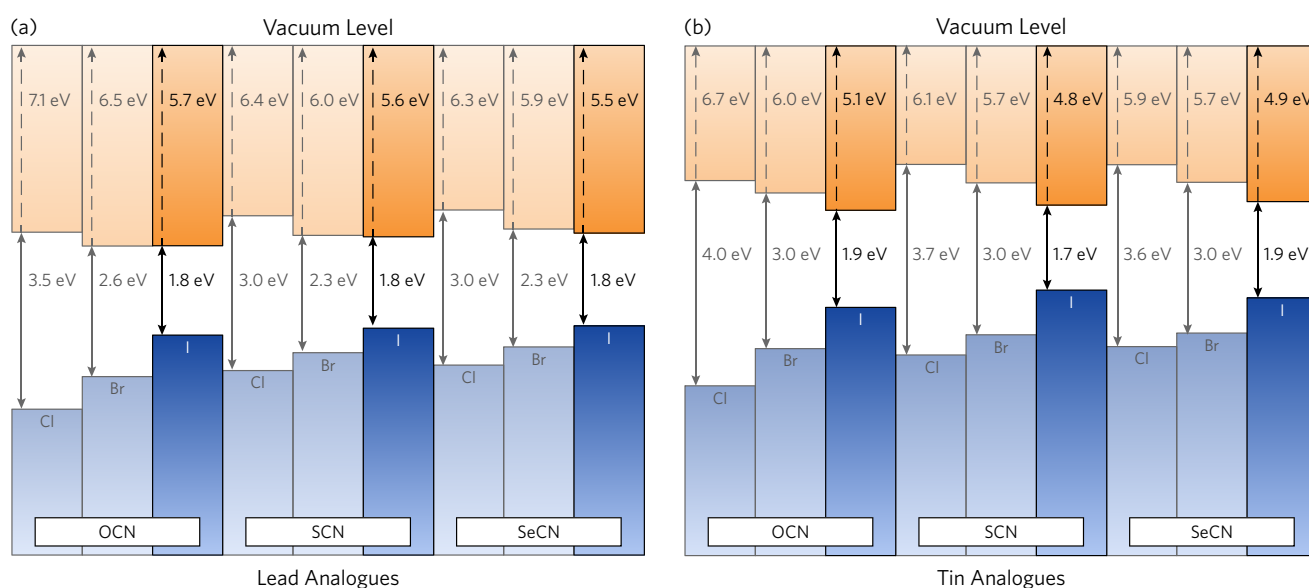 (a)
Vacuum Level
7.1 eV 6.5 eV 5.7 eV 6.4 eV 6.0 eV 5.6 eV 6.3 eV 5.9 eV 5.5 eV
3.5 eV 2.6 eV 1.8 eV 3.0 eV 2.3 eV 1.8 eV 3.0 eV 2.3 eV 1.8 eV
Cl Br I Cl Br I Cl Br I
OCN SCN SeCN
Lead Analogues
(b)
Vacuum Level
6.7 eV 6.0 eV 5.1 eV 6.1 eV 5.7 eV 4.8 eV 5.9 eV 5.7 eV 4.9 eV
4.0 eV 3.0 eV 1.9 eV 3.7 eV 3.0 eV 1.7 eV 3.6 eV 3.0 eV 1.9 eV
Cl Br I Cl Br I Cl Br I
OCN SCN SeCN
Tin Analogues